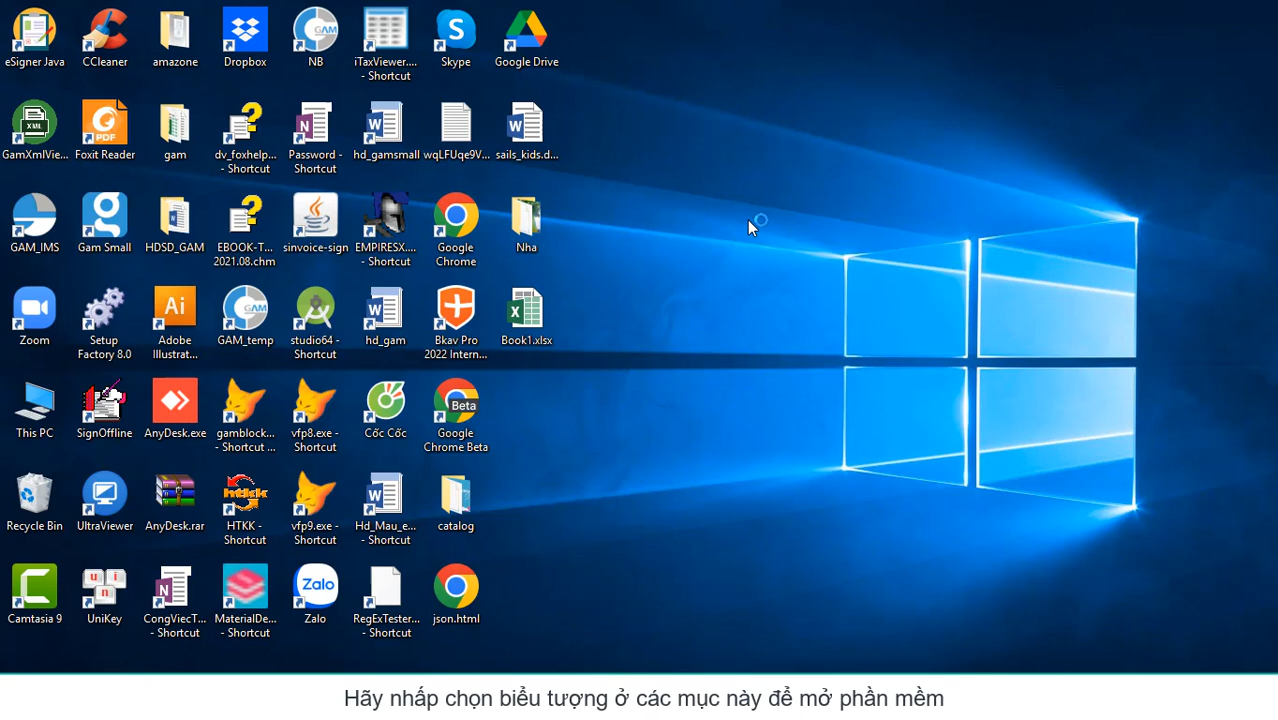 eSigner Java
CCleaner
amazone
Dropbox
NB
iTaxViewer....
- Shortcut
Skype
Google Drive
GamXmlVie...
Foxit Reader
gam
dv_foxhelp...
- Shortcut
Password -
Shortcut
hd_gamsmall
wqLFUqe9V...
sails_kids.d...
GAM_IMS
Gam Small
HDSD_GAM
EBOOK-T...
2021.08.chm
sinvoice-sign
EMPIRESX....
- Shortcut
Google
Chrome
Nha
Zoom
Setup
Factory 8.0
Adobe
Illustrat...
GAM_temp
studio64 -
Shortcut
hd_gam
Bkav Pro
2022 Intern...
Book1.xlsx
This PC
SignOffline
AnyDesk.exe
gamblock...
- Shortcut ...
vfp8.exe -
Shortcut
Cốc Cốc
Beta
Google
Chrome Beta
Recycle Bin
UltraViewer
AnyDesk.rar
HTKK -
Shortcut
vfp9.exe -
Shortcut
Hd_Mau_e...
- Shortcut
catalog
Camtasia 9
UniKey
CongViecT...
- Shortcut
MaterialDe...
- Shortcut
Zalo
Zalo
RegExTester...
- Shortcut
json.html
Hãy nhấp chọn biểu tượng ở các mục này để mở phần mềm